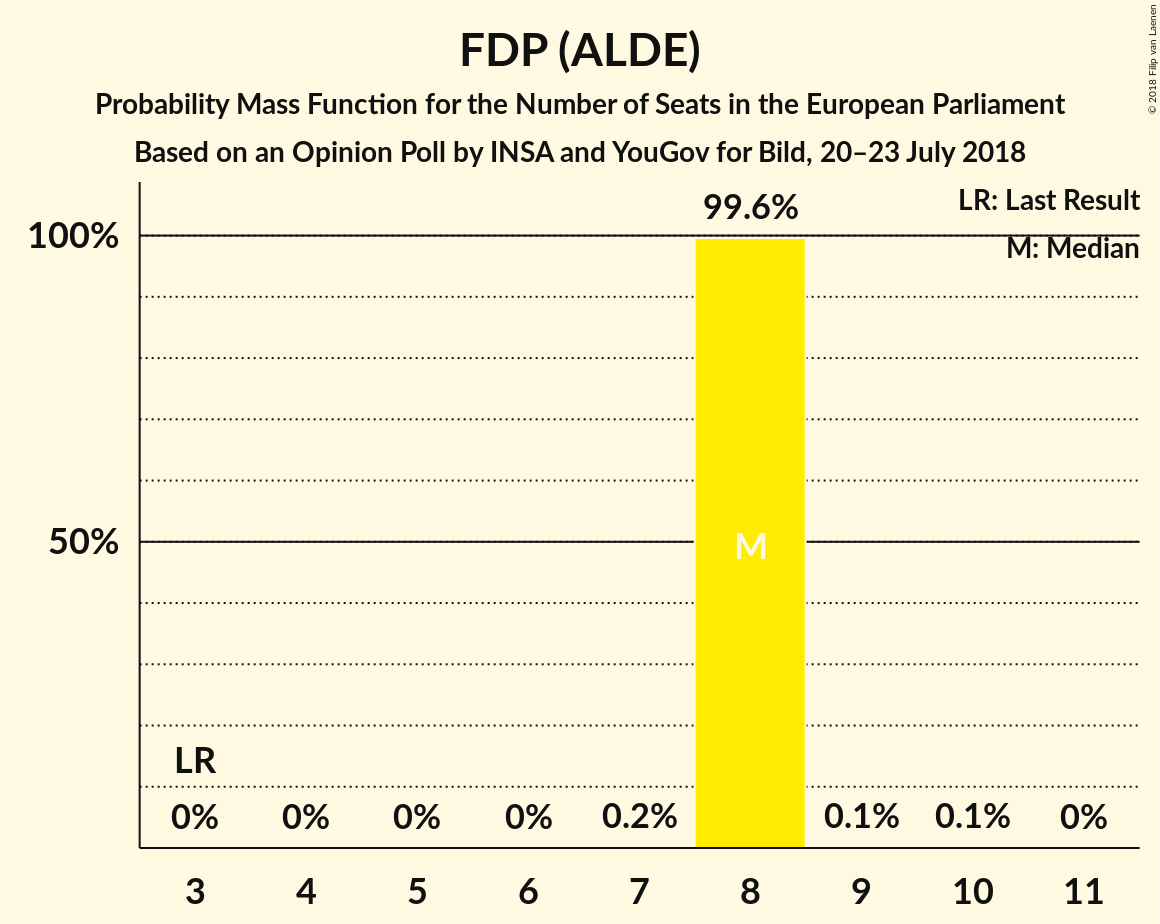 FDP (ALDE)
Probability Mass Function for the Number of Seats in the European Parliament
Based on an Opinion Poll by INSA and YouGov for Bild, 20–23 July 2018
© 2018 Filip van Laenen
LR: Last Result
M: Median
99.6%
100%
50%
M
LR
0% 0% 0% 0% 0.2% 0.1% 0.1% 0%
3 4 5 6 7 8 9 10 11